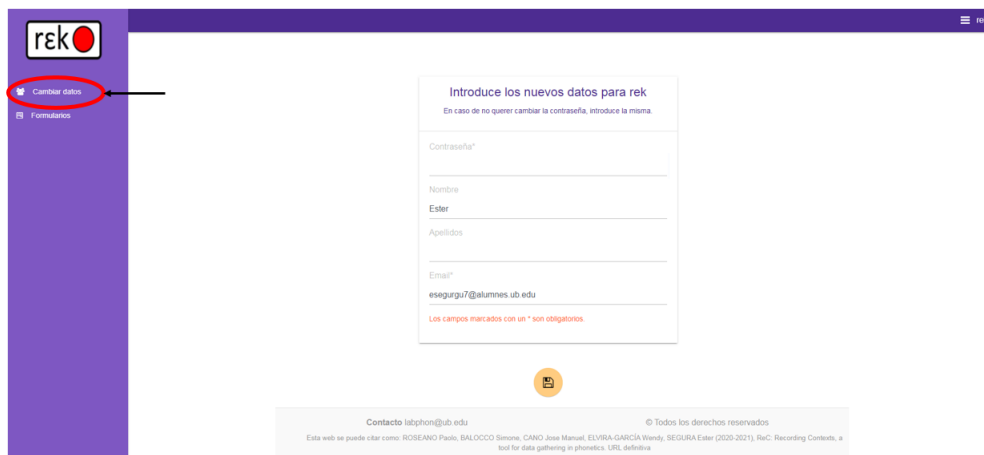 rεk
re
Cambiar datos
Formularios
Introduce los nuevos datos para rek
En caso de no querer cambiar la contraseña, introduce la misma.
Contraseña*
Nombre
Ester
Apellidos
Email*
esegurgu7@alumnes.ub.edu
Los campos marcados con un * son obligatorios.
Contacto labphon@ub.edu
© Todos los derechos reservados
Esta web se puede citar como: ROSEANO Paolo, BALOCCO Simone, CANO Jose Manuel, ELVIRA-GARCÍA Wendy, SEGURA Ester (2020-2021), ReC: Recording Contexts, a
tool for data gathering in phonetics. URL definitiva